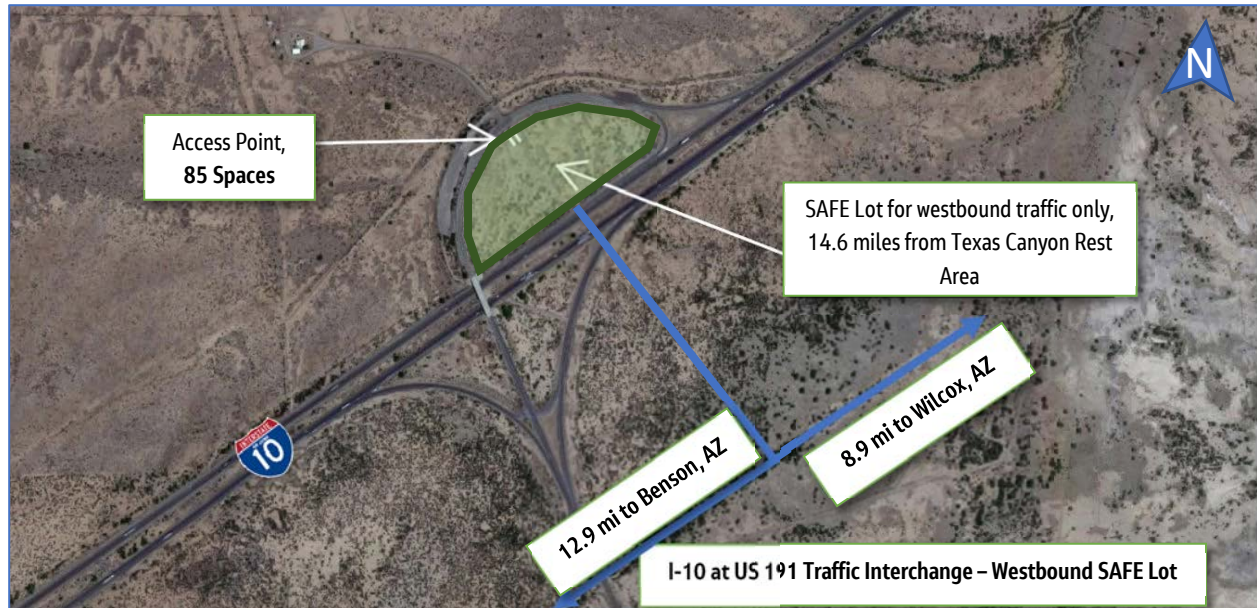 N
Access Point,
85 Spaces
SAFE Lot for westbound traffic only,
14.6 miles from Texas Canyon Rest
Area
INTERSTATE
10
12.9 mi to Benson, AZ
8.9 mi to Wilcox, AZ
I-10 at US 191 Traffic Interchange – Westbound SAFE Lot